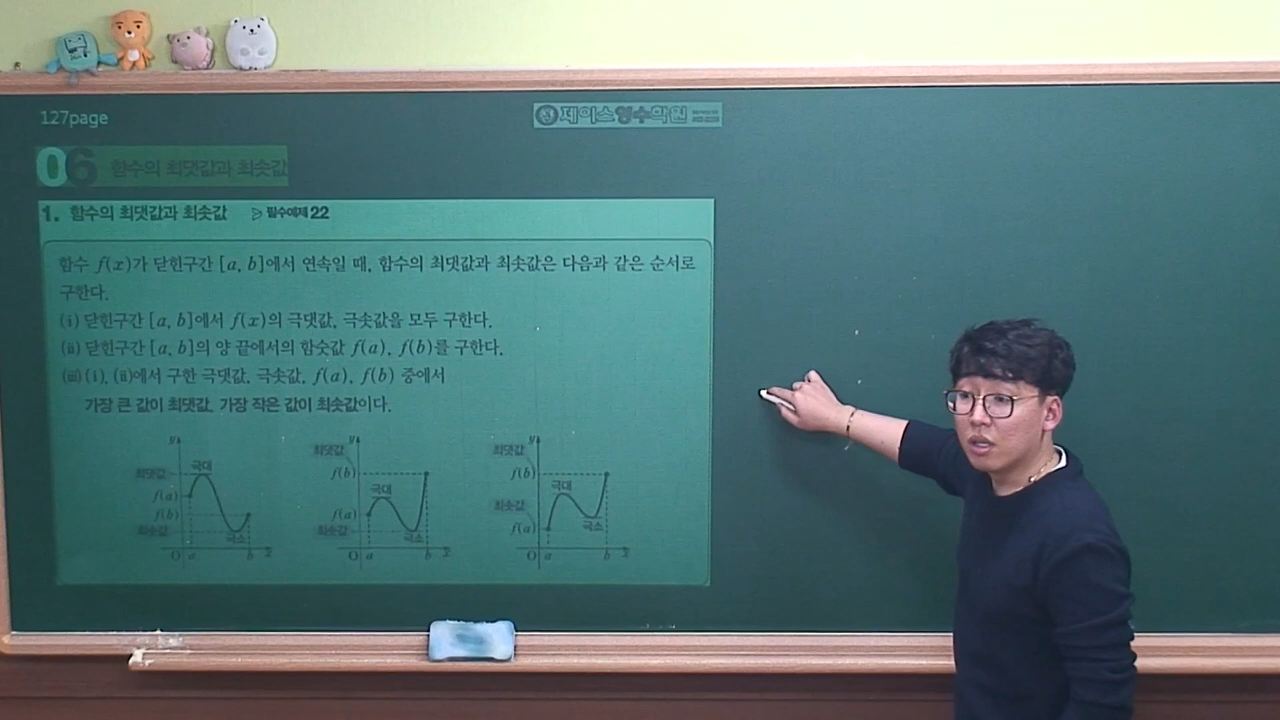 127page
제이스영수학원
06 함수의 최댓값과 최솟값
1. 함수의 최댓값과 최솟값 ≫ 필수예제 22
함수 f(x)가 닫힌구간 [a, b]에서 연속일 때, 함수의 최댓값과 최솟값은 다음과 같은 순서로
구한다.
(ⅰ) 닫힌구간 [a, b]에서 f(x)의 극댓값, 극솟값을 모두 구한다.
(ⅱ) 닫힌구간 [a, b]의 양 끝에서의 함숫값 f(a), f(b)를 구한다.
(ⅲ) (ⅰ), (ⅱ)에서 구한 극댓값, 극솟값, f(a), f(b) 중에서
가장 큰 값이 최댓값, 가장 작은 값이 최솟값이다.
y
최댓값
극대
f(a)
f(b)
최솟값
극소
O a b x
y
최댓값
f(b)
극대
f(a)
최솟값
극소
O a b x
y
최댓값
f(b)
극대
최솟값
f(a)
극소
O a b x